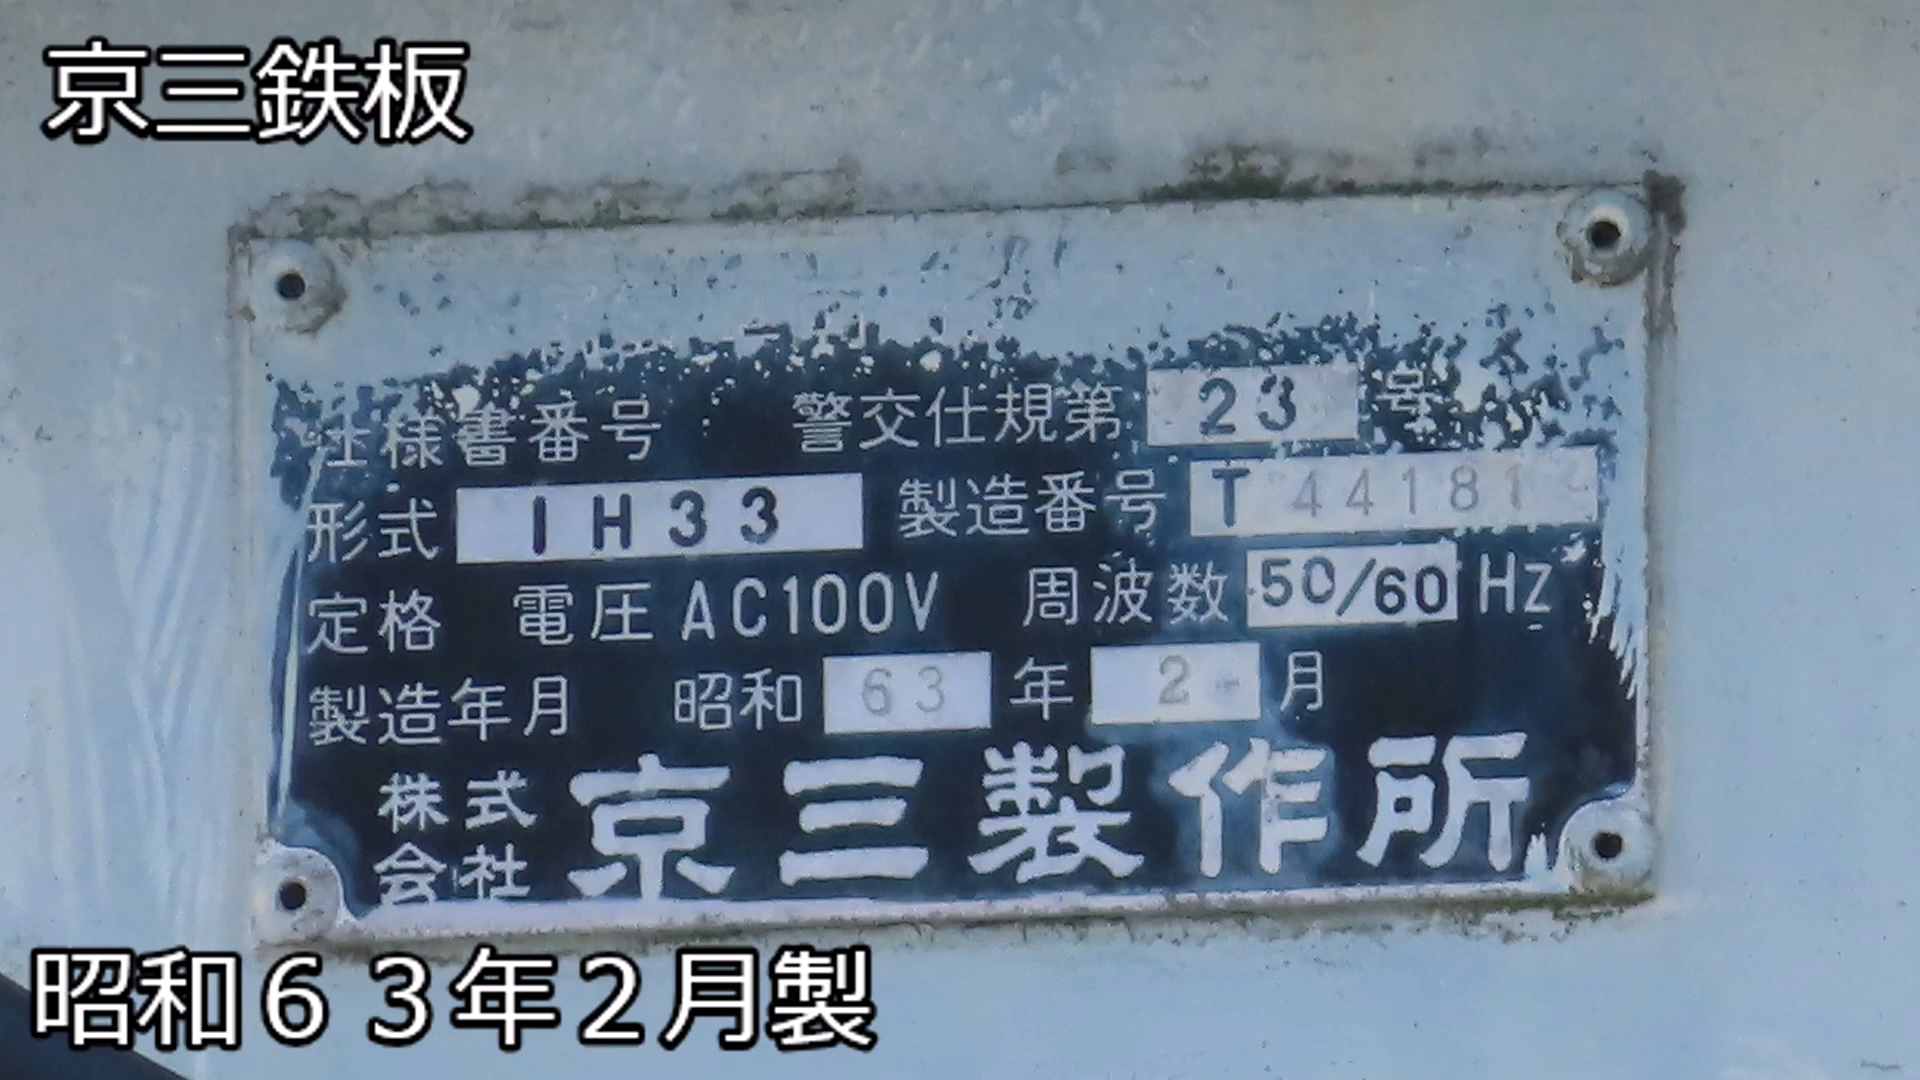 京三鉄板
仕様書番号 警交仕規第 23 号
形式 1H33 製造番号 T 44181
定格 電圧 AC100V 周波数 50/60 Hz
製造年月 昭和 63 年 2 月
株式会社 京三製作所
昭和63年2月製